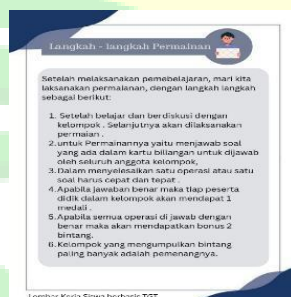 Langkah - langkah Permainan
Setelah melaksanakan pemebelajaran, mari kita
laksanakan permaianan, dengan langkah langkah
sebagai berikut:
1. Setelah belajar dan berdiskusi dengan
kelompok . Selanjutnya akan dilaksanakan
permaian .
2. untuk Permainannya yaitu menjawab soal
yang ada dalam kartu billangan untuk dijawab
oleh seluruh anggota kelompok,
3. Dalam menyelesaikan satu operasi atau satu
soal harus cepat dan tepat .
4. Apabila jawaban benar maka tiap peserta
didik dalam kelompok akan mendapat 1
medali .
5. Apabila semua operasi di jawab dengan
benar maka akan mendapatkan bonus 2
bintang.
6. Kelompok yang mengumpulkan bintang
paling banyak adalah pemenangnya.
Lembar Kerja Siswa berbasis TGT